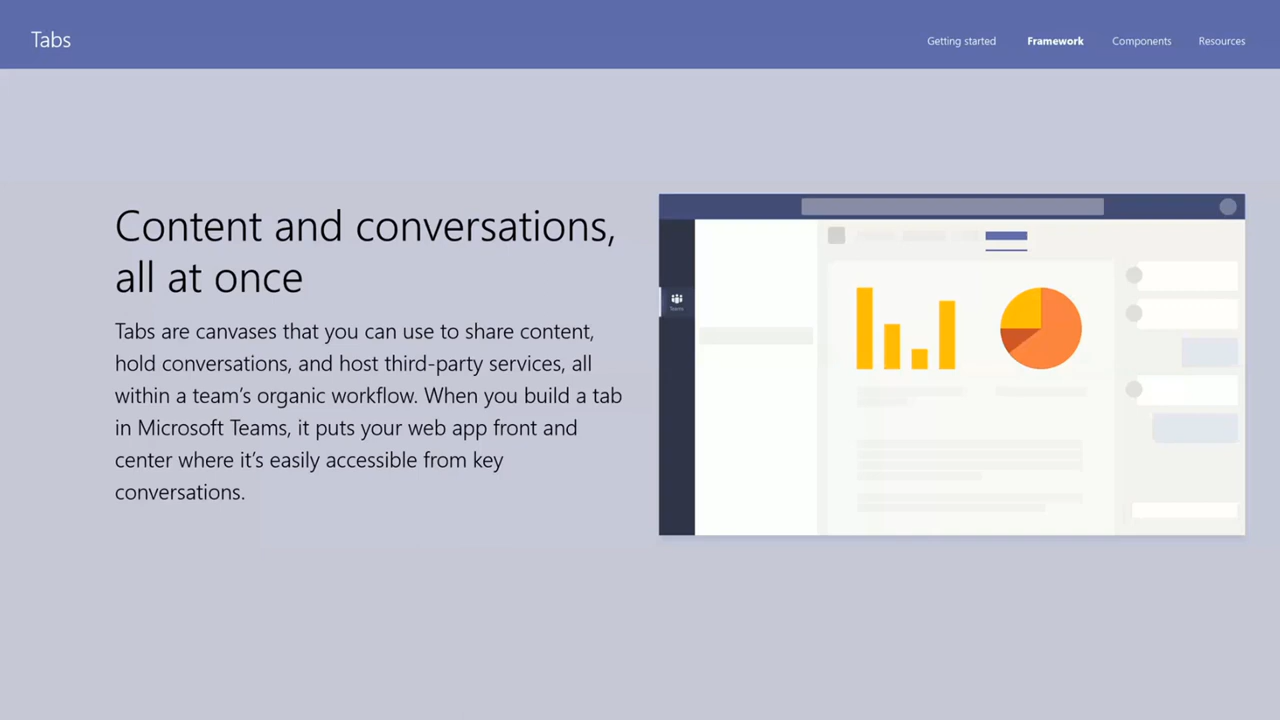 Tabs
Getting started Framework Components Resources
Content and conversations,
all at once
Tabs are canvases that you can use to share content,
hold conversations, and host third-party services, all
within a team’s organic workflow. When you build a tab
in Microsoft Teams, it puts your web app front and
center where it’s easily accessible from key
conversations.
Teams